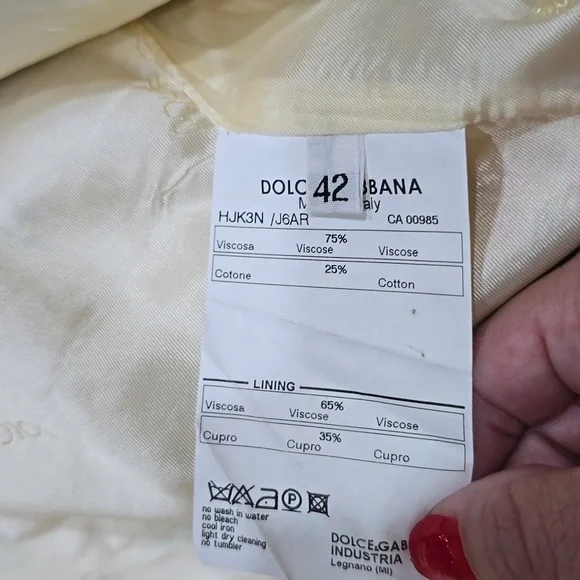 DOLC 42 BBANA
M aly
HJK3N /J6AR CA 00985
75%
Viscosa Viscose Viscose
25%
Cotone Cotton
LINING
65%
Viscosa Viscose Viscose
35%
Cupro Cupro Cupro
P
no wash in water
no bleach
cool iron
light dry cleaning
no tumbler
DOLCE&GAB
INDUSTRIA
Legnano (MI)